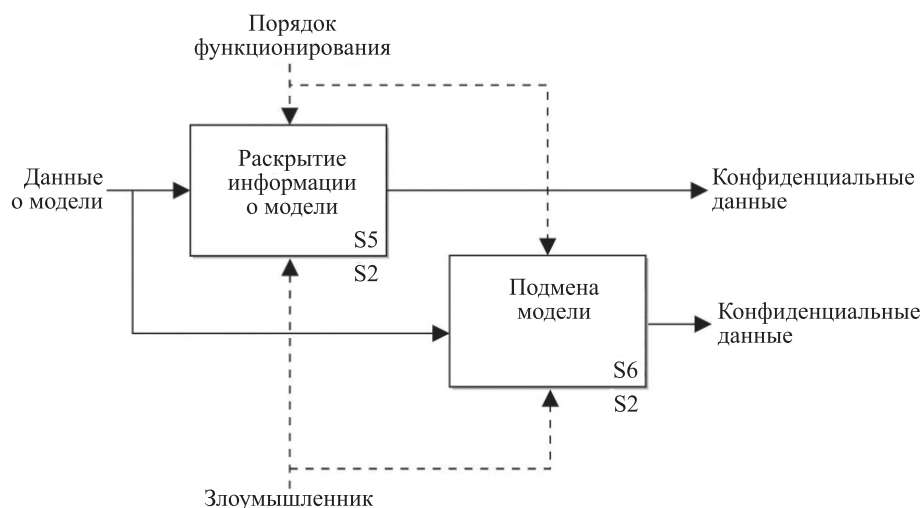 Порядок
функционирования
Раскрытие
информации
о модели
S5
S2
Данные
о модели
Конфиденциальные
данные
Подмена
модели
S6
S2
Конфиденциальные
данные
Злоумышленник